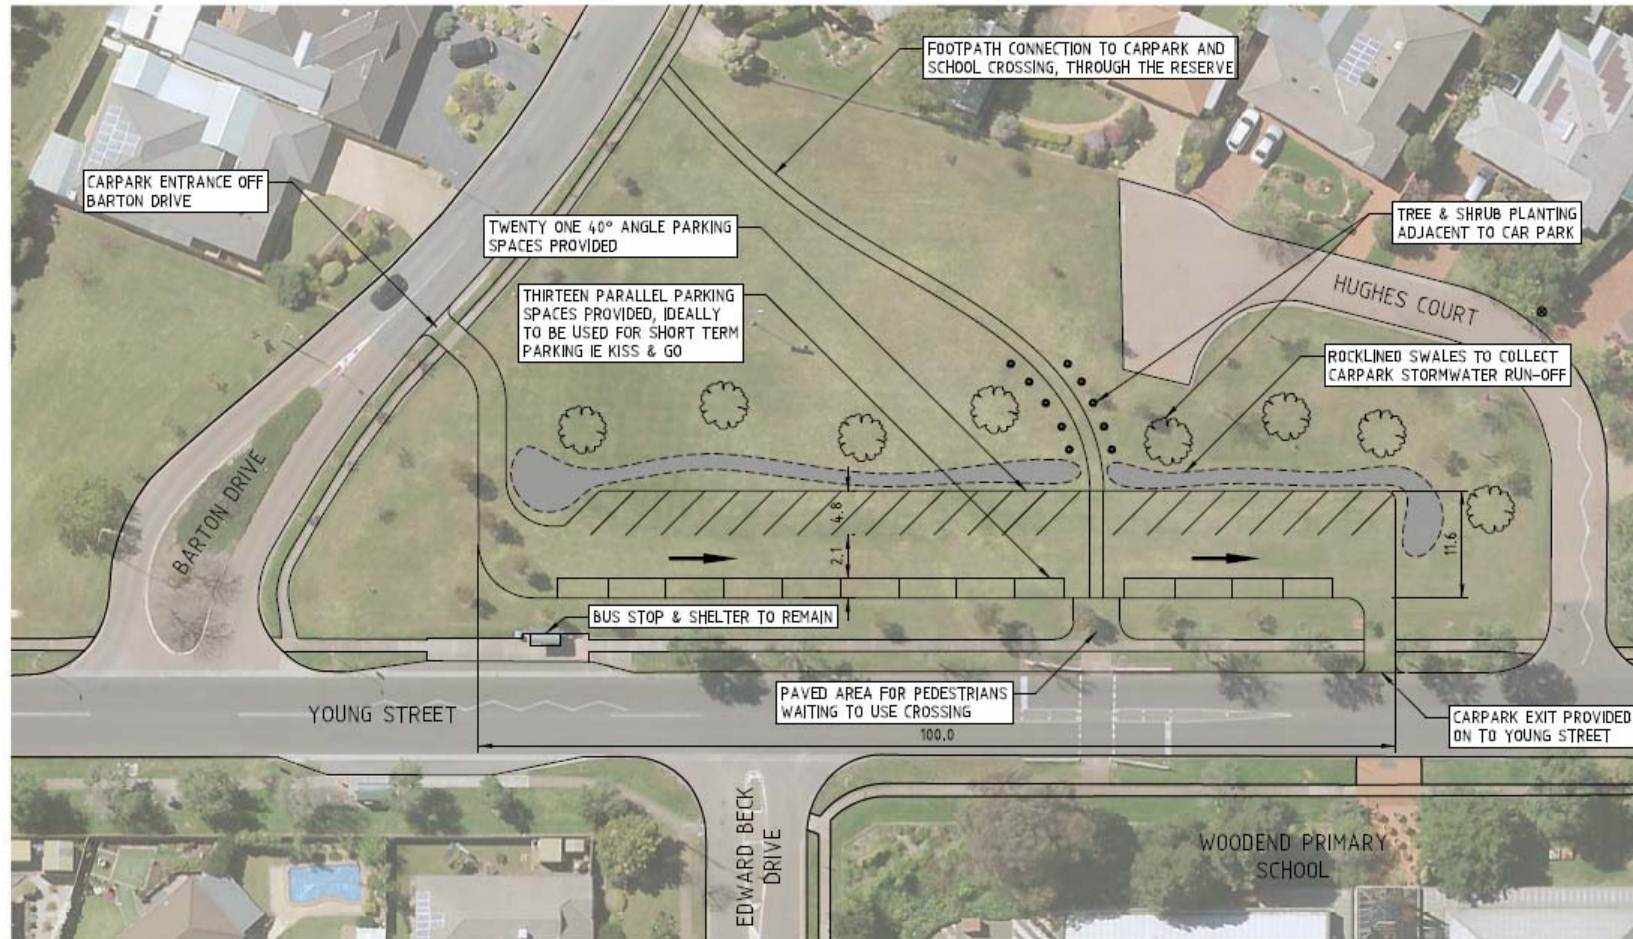 FOOTPATH CONNECTION TO CARPARK AND
SCHOOL CROSSING, THROUGH THE RESERVE
CARPARK ENTRANCE OFF
BARTON DRIVE
TWENTY ONE 40° ANGLE PARKING
SPACES PROVIDED
TREE & SHRUB PLANTING
ADJACENT TO CAR PARK
THIRTEEN PARALLEL PARKING
SPACES PROVIDED, IDEALLY
TO BE USED FOR SHORT TERM
PARKING IE KISS & GO
HUGHES COURT
ROCKLINED SWALES TO COLLECT
CARPARK STORMWATER RUN-OFF
BARTON DRIVE
4.8
2.1
11.6
BUS STOP & SHELTER TO REMAIN
PAVED AREA FOR PEDESTRIANS
WAITING TO USE CROSSING
YOUNG STREET
CARPARK EXIT PROVIDED
ON TO YOUNG STREET
100.0
EDWARD BECK
DRIVE
WOODEND PRIMARY
SCHOOL